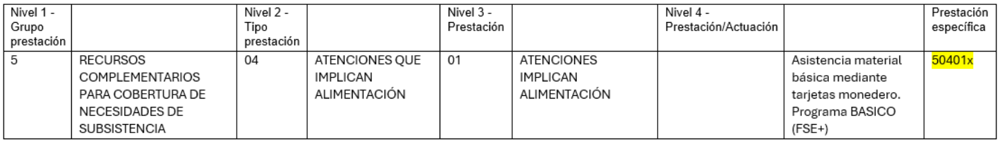 Nivel 1 -
Grupo
prestación
Nivel 2 -
Tipo
prestación
Nivel 3 -
Prestación
Nivel 4 -
Prestación/Actuación
Prestación
específica
5
RECURSOS
COMPLEMENTARIOS
PARA COBERTURA DE
NECESIDADES DE
SUBSISTENCIA
04
ATENCIONES QUE
IMPLICAN
ALIMENTACIÓN
01
ATENCIONES
IMPLICAN
ALIMENTACIÓN
Asistencia material
básica mediante
tarjetas monedero.
Programa BASICO
(FSE+)
50401x